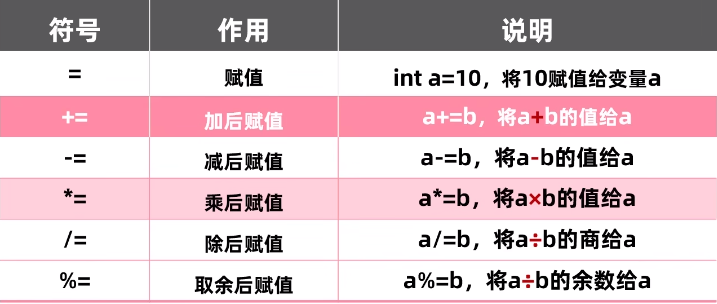 符号 作用 说明
= 赋值 int a=10，将10赋值给变量a
+= 加后赋值 a+=b，将a+b的值给a
-= 减后赋值 a-=b，将a-b的值给a
*= 乘后赋值 a*=b，将a×b的值给a
/= 除后赋值 a/=b，将a÷b的商给a
%= 取余后赋值 a%=b，将a÷b的余数给a